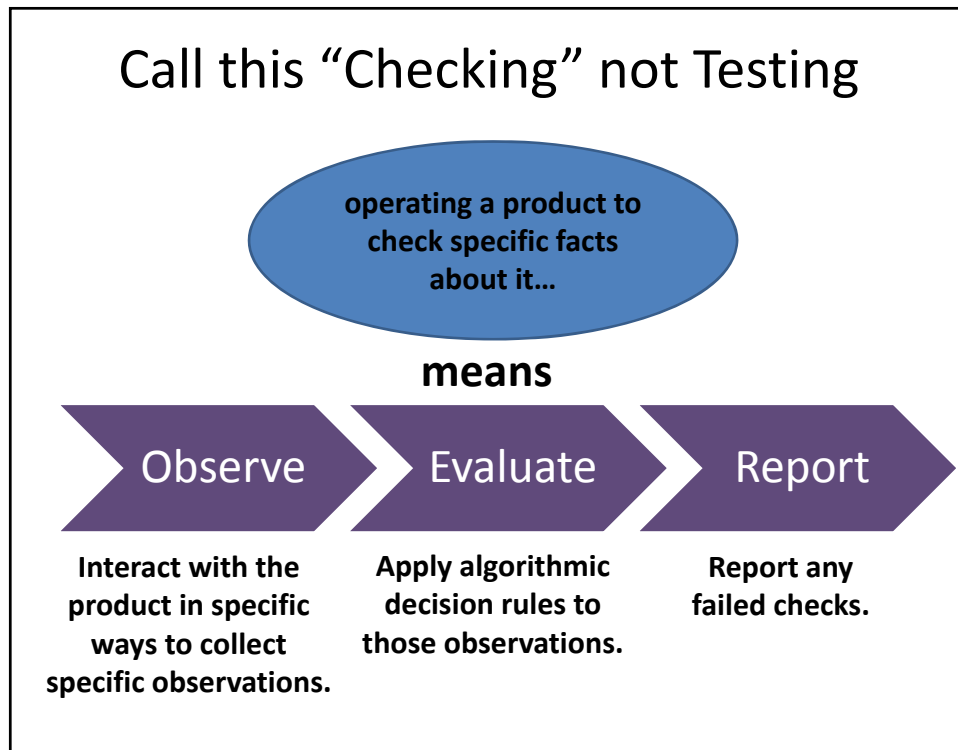 Call this “Checking” not Testing
operating a product to
check specific facts
about it…
means
Observe
Evaluate
Report
Interact with the
product in specific
ways to collect
specific observations.
Apply algorithmic
decision rules to
those observations.
Report any
failed checks.